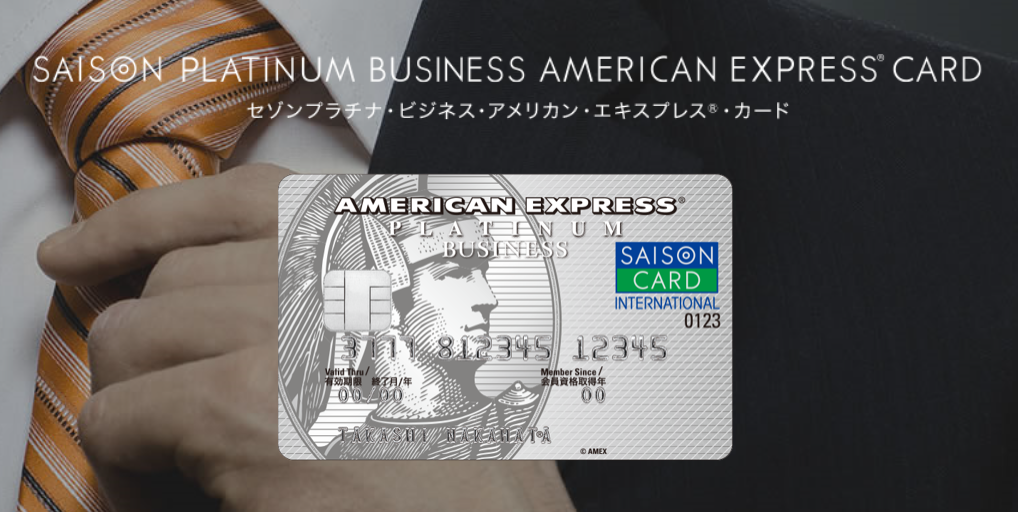 SAISON PLATINUM BUSINESS AMERICAN EXPRESS® CARD
セゾンプラチナ・ビジネス・アメリカン・エキスプレス®・カード
AMERICAN EXPRESS®
PLATINUM
BUSINESS
SAISON
CARD
INTERNATIONAL
0123
3111 812345 12345
Valid Thru / Member Since /
有効期限 終了月/年 会員資格取得年
00/00 00
TAKASHI NAKAHATA
© AMEX